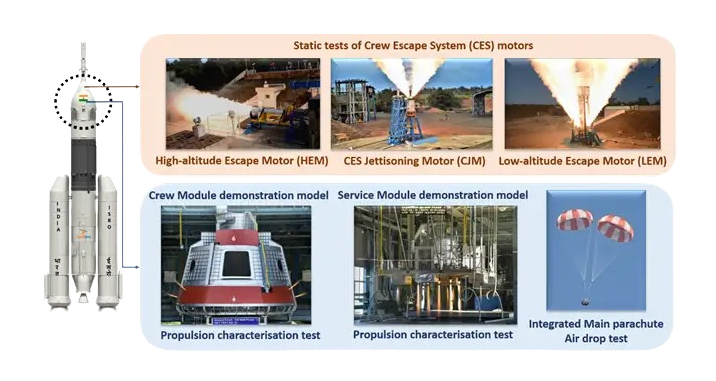 Static tests of Crew Escape System (CES) motors
High-altitude Escape Motor (HEM)
CES Jettisoning Motor (CJM)
Low-altitude Escape Motor (LEM)
Crew Module demonstration model
Service Module demonstration model
Propulsion characterisation test
Propulsion characterisation test
Integrated Main parachute
Air drop test
INDIA
ISRO